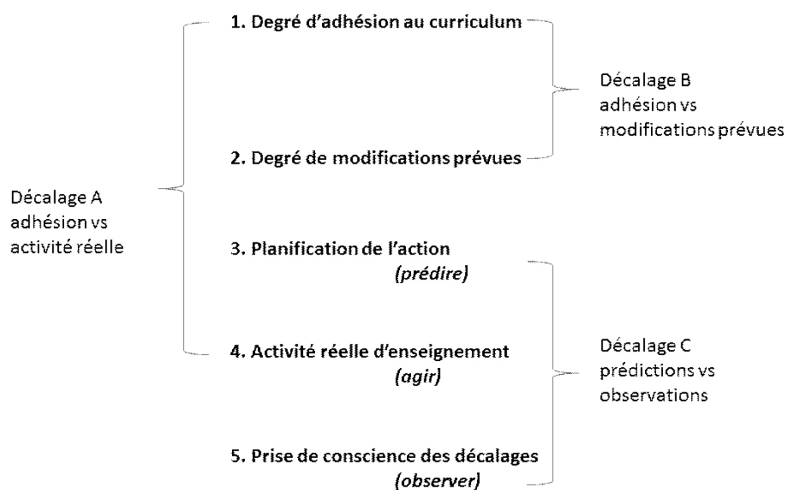 1. Degré d’adhésion au curriculum
Décalage B
adhésion vs
modifications prévues
2. Degré de modifications prévues
Décalage A
adhésion vs
activité réelle
3. Planification de l’action
(prédire)
4. Activité réelle d’enseignement
(agir)
Décalage C
prédictions vs
observations
5. Prise de conscience des décalages
(observer)